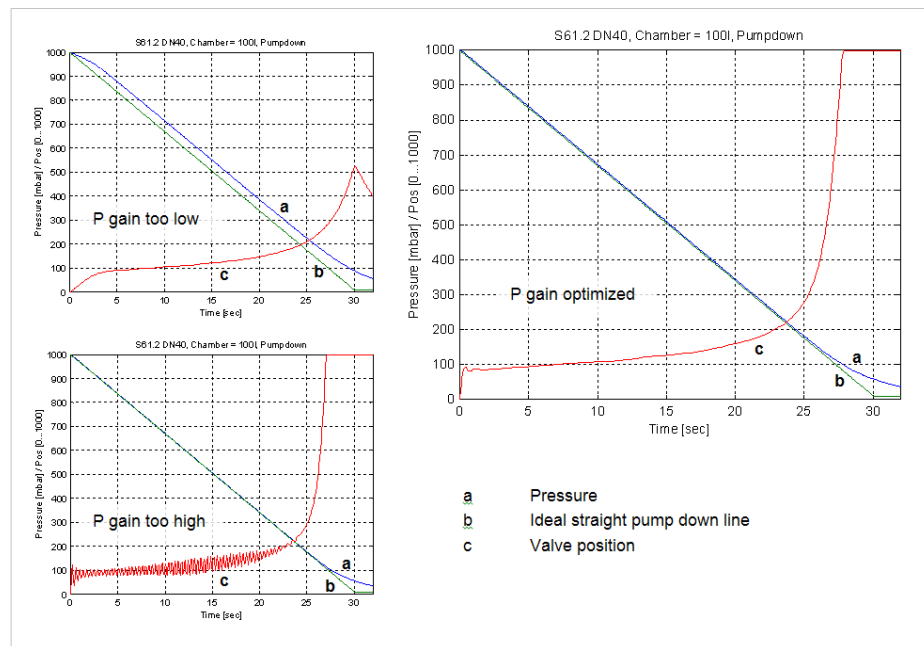 S61.2 DN40, Chamber = 100l, Pumpdown
1000
900
800
700
600
500
400
300
200
100
0
Pressure [mbar] / Pos [0...1000]
a
P gain too low
c
b
0 5 10 15 20 25 30
Time [sec]
S61.2 DN40, Chamber = 100l, Pumpdown
1000
900
800
700
600
500
400
300
200
100
0
Pressure [mbar] / Pos [0...1000]
P gain too high
c
a
b
0 5 10 15 20 25 30
Time [sec]
S61.2 DN40, Chamber = 100l, Pumpdown
1000
900
800
700
600
500
400
300
200
100
0
Pressure [mbar] / Pos [0...1000]
P gain optimized
c
a
b
0 5 10 15 20 25 30
Time [sec]
a Pressure
b Ideal straight pump down line
c Valve position